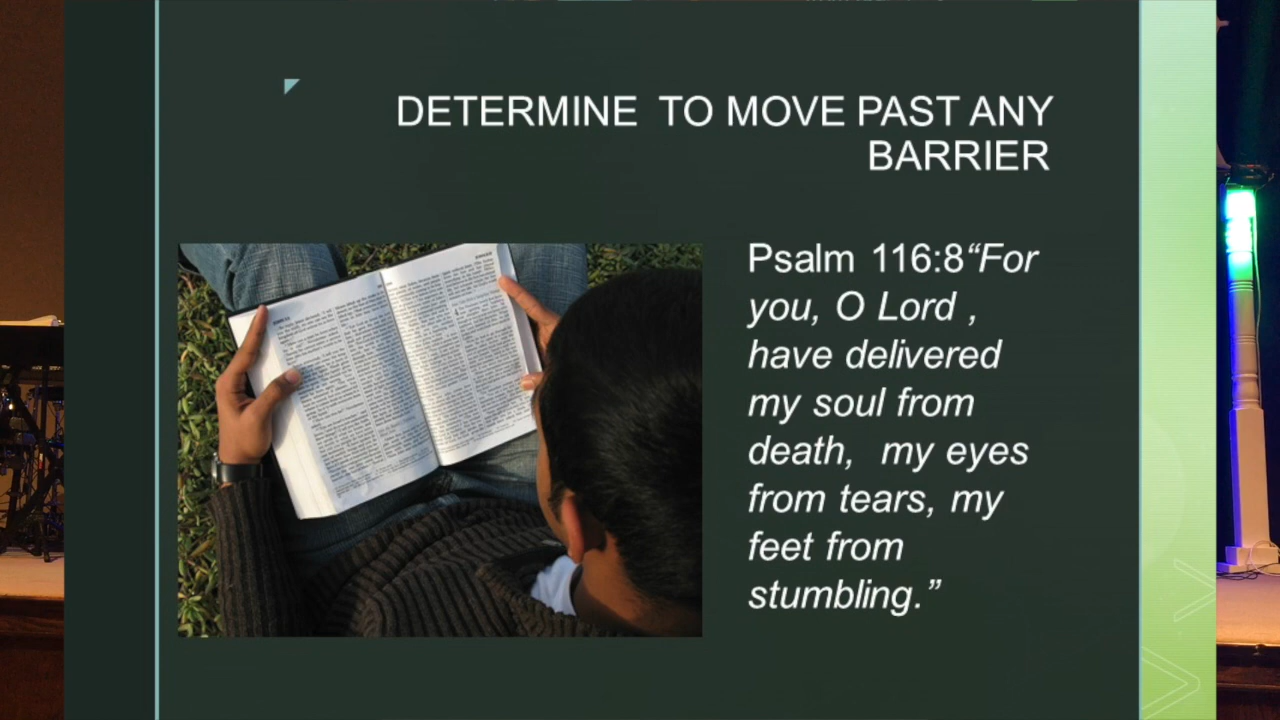 DETERMINE TO MOVE PAST ANY
BARRIER
Psalm 116:8“For
you, O Lord ,
have delivered
my soul from
death, my eyes
from tears, my
feet from
stumbling.”